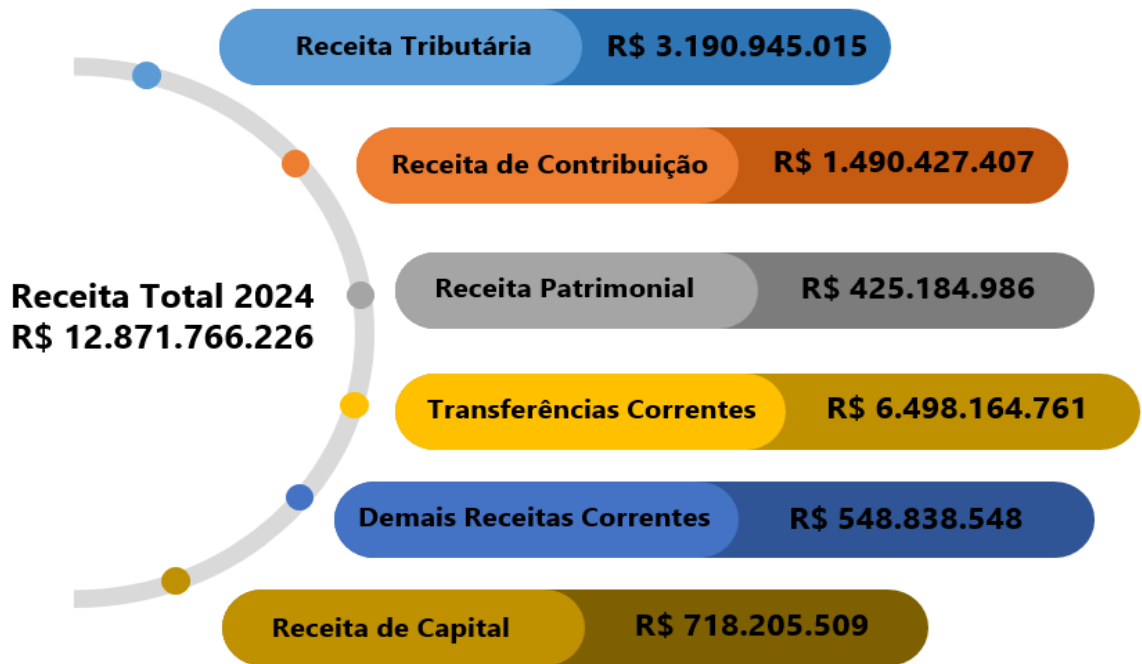 Receita Tributária R$ 3.190.945.015
Receita de Contribuição R$ 1.490.427.407
Receita Total 2024
R$ 12.871.766.226
Receita Patrimonial R$ 425.184.986
Transferências Correntes R$ 6.498.164.761
Demais Receitas Correntes R$ 548.838.548
Receita de Capital R$ 718.205.509